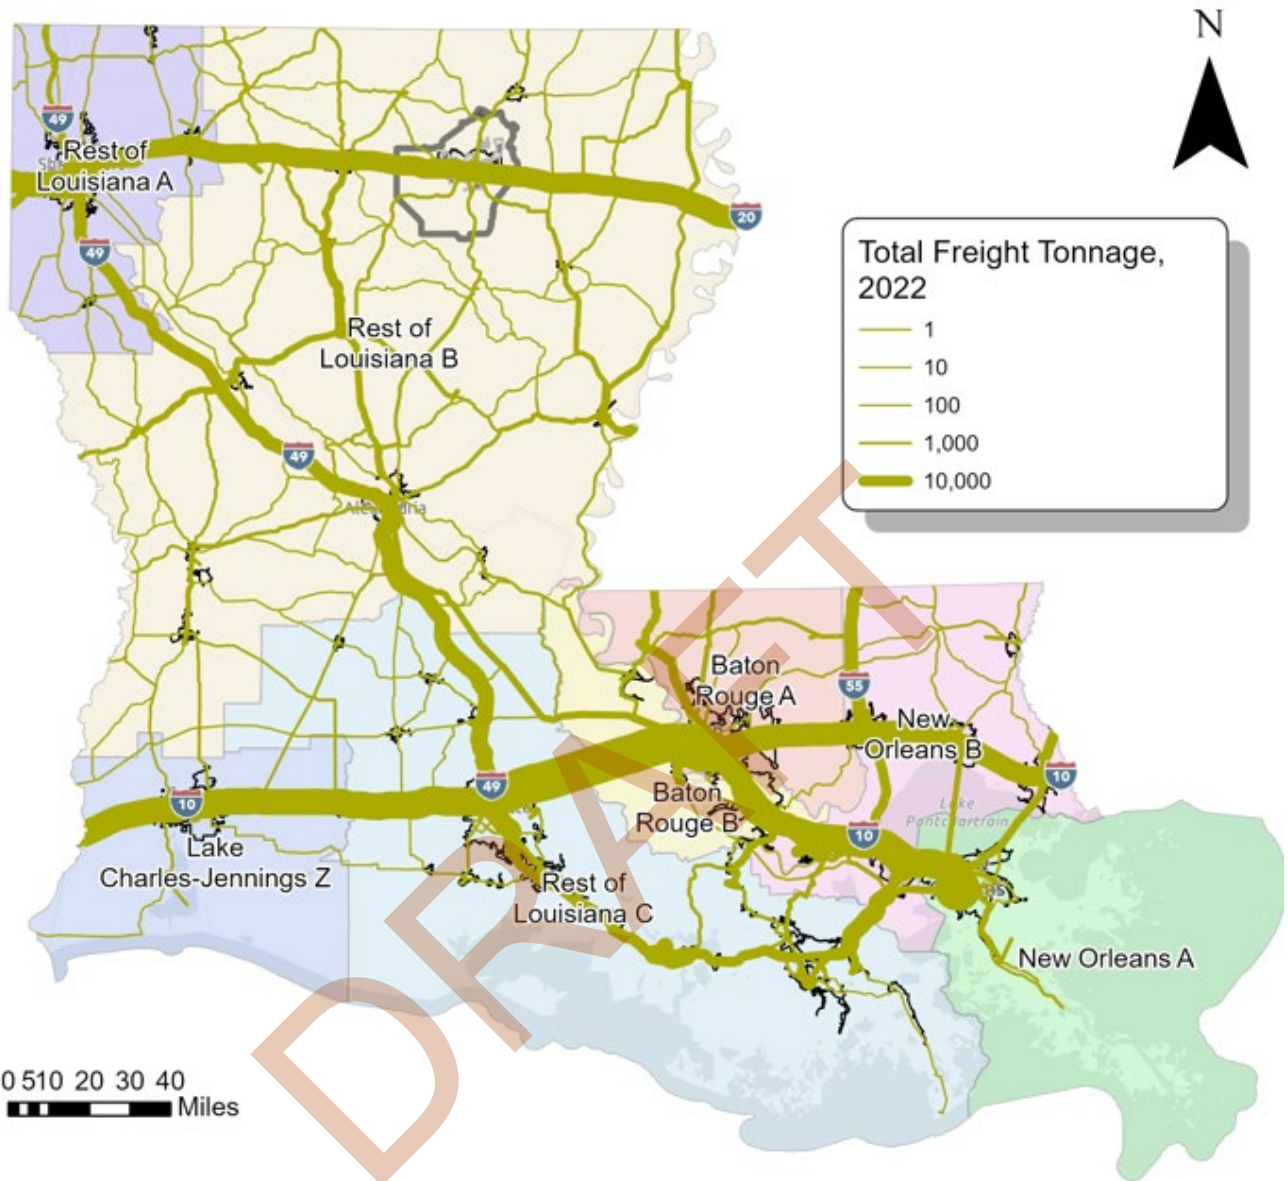 N
49
Rest of
Louisiana A
20
49
Total Freight Tonnage,
2022
1
10
100
1,000
10,000
Rest of
Louisiana B
49
Alexandria
DRAFT
Baton
Rouge A
55
New
Orleans B
10
49
10
Lake
Pontchartrain
Baton
Rouge B
10
Lake
Charles-Jennings Z
Rest of
Louisiana C
New Orleans A
0 5 10 20 30 40
Miles